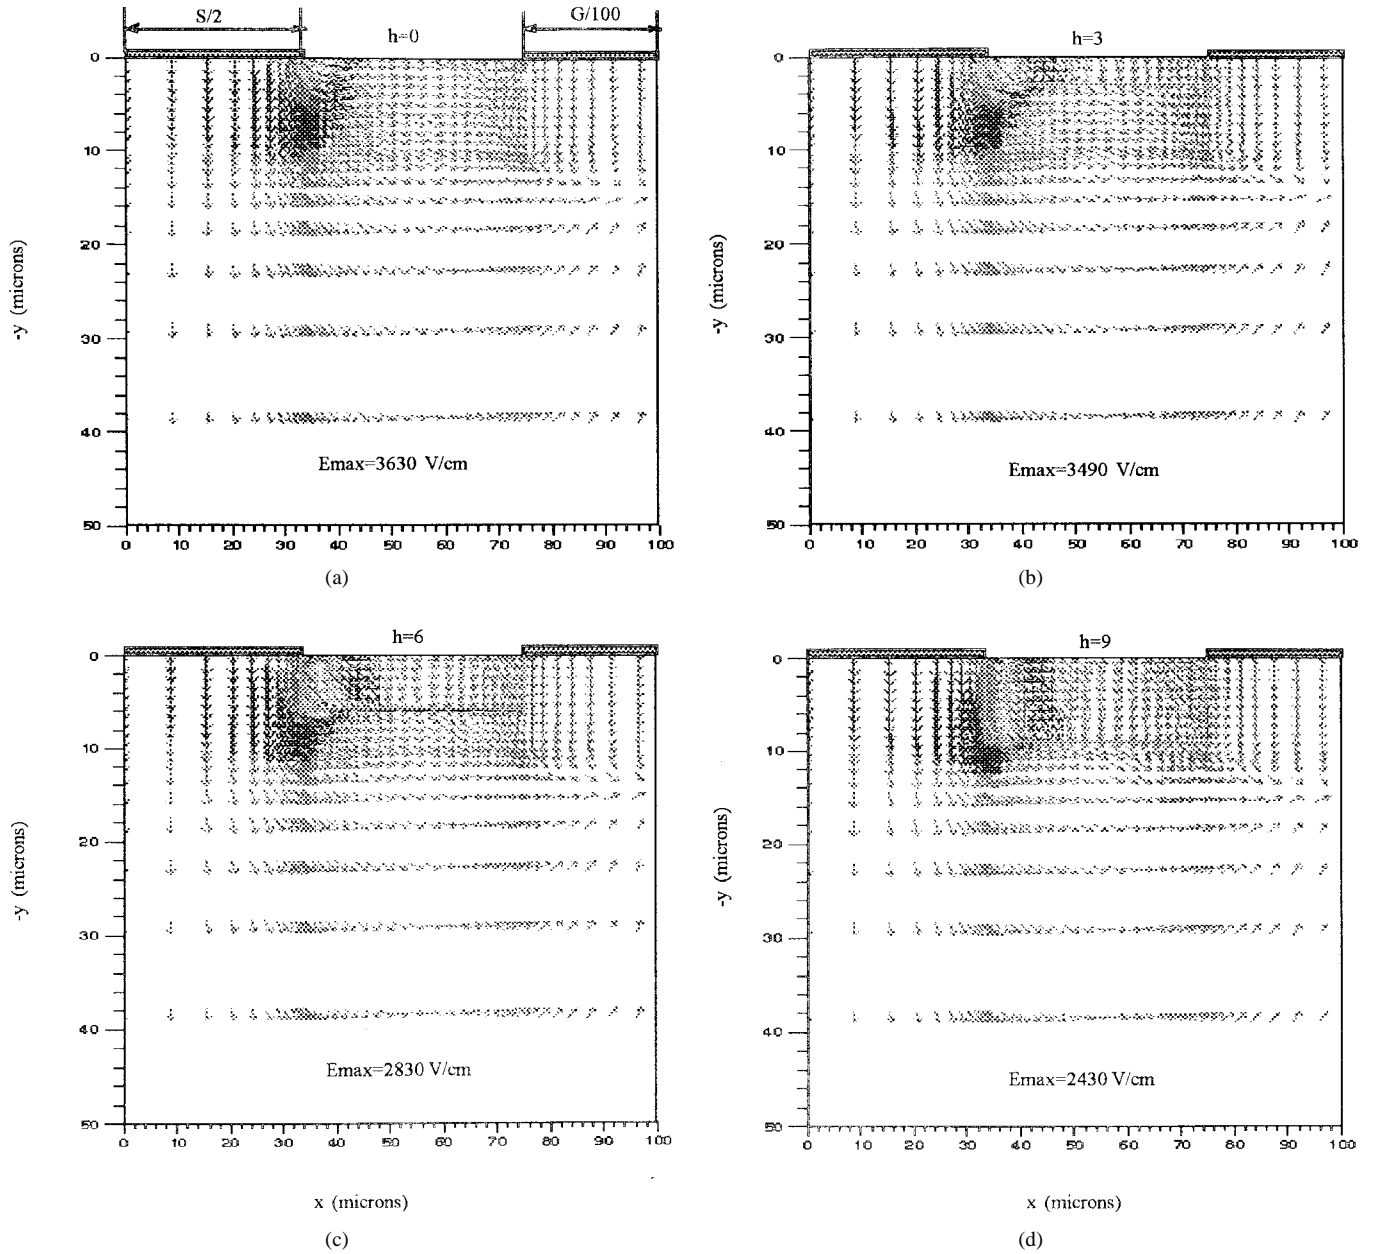 S/2
G/100
h=0
0
10
20
30
40
50
-y (microns)
Emax=3630 V/cm
0 10 20 30 40 50 60 70 80 90 100
(a)
h=3
0
10
20
30
40
50
-y (microns)
Emax=3490 V/cm
0 10 20 30 40 50 60 70 80 90 100
(b)
h=6
0
10
20
30
40
50
-y (microns)
Emax=2830 V/cm
0 10 20 30 40 50 60 70 80 90 100
x (microns)
(c)
h=9
0
10
20
30
40
50
-y (microns)
Emax=2430 V/cm
0 10 20 30 40 50 60 70 80 90 100
x (microns)
(d)